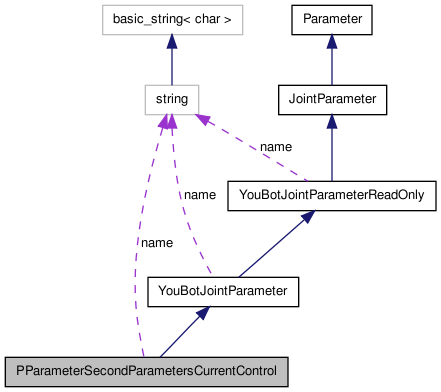 basic_string< char >
Parameter
string
JointParameter
name
YouBotJointParameterReadOnly
name
name
YouBotJointParameter
PParameterSecondParametersCurrentControl